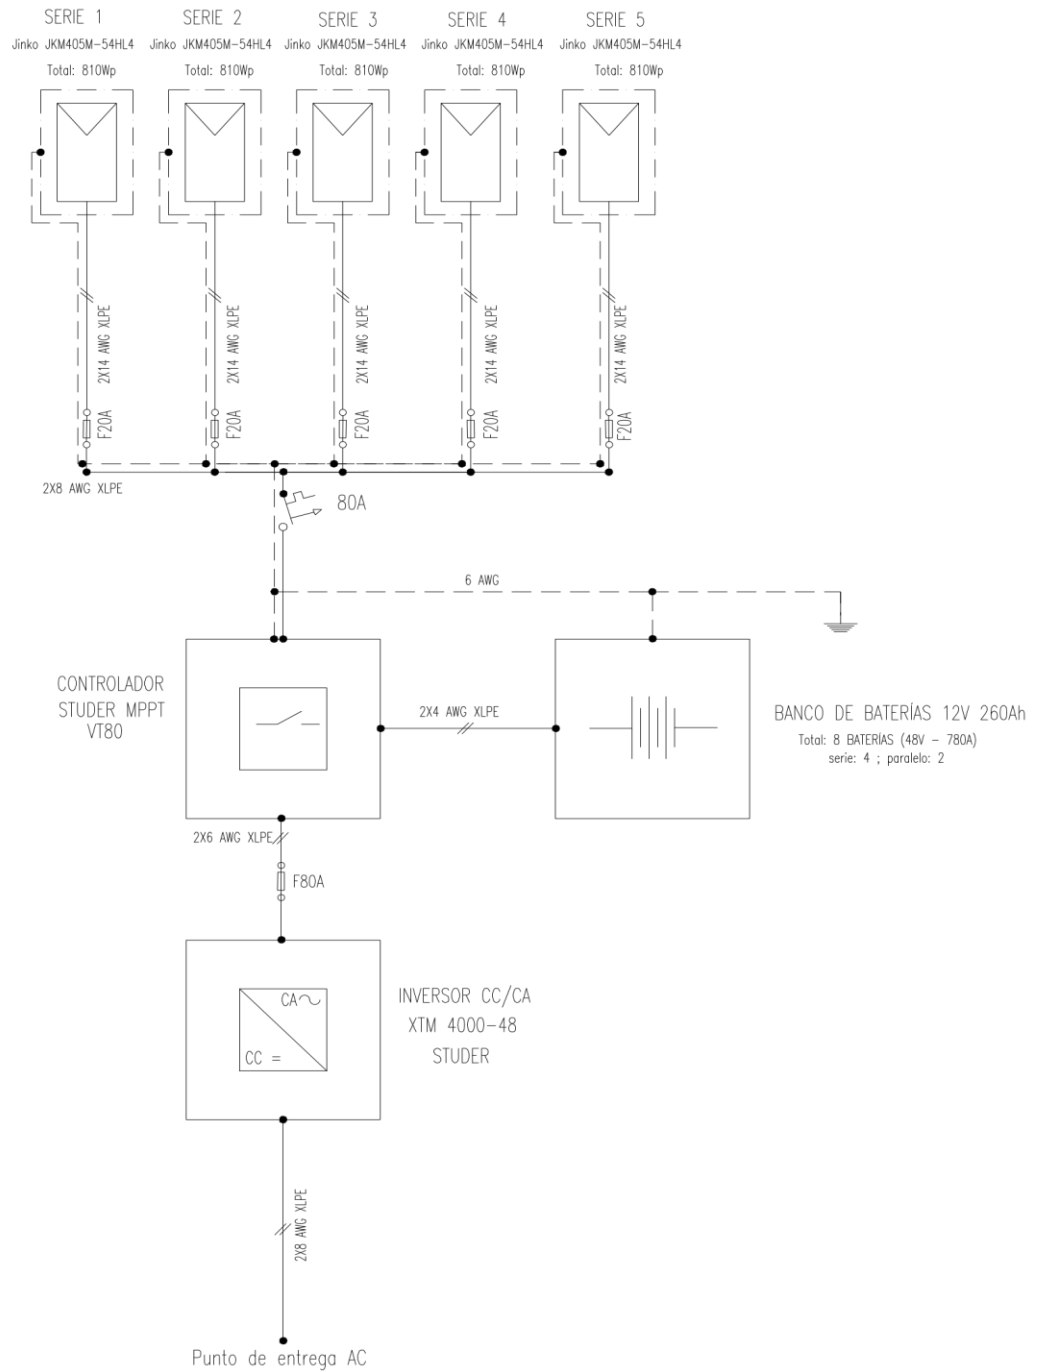 SERIE 1
SERIE 2
SERIE 3
SERIE 4
SERIE 5
Jinko JKM405M-54HL4
Jinko JKM405M-54HL4
Jinko JKM405M-54HL4
Jinko JKM405M-54HL4
Jinko JKM405M-54HL4
Total: 810Wp
Total: 810Wp
Total: 810Wp
Total: 810Wp
Total: 810Wp
2X14 AWG XLPE
2X14 AWG XLPE
2X14 AWG XLPE
2X14 AWG XLPE
2X14 AWG XLPE
F20A
F20A
F20A
F20A
F20A
2X8 AWG XLPE
80A
6 AWG
CONTROLADOR
STUDER MPPT
VT80
2X4 AWG XLPE
BANCO DE BATERÍAS 12V 260Ah
Total: 8 BATERÍAS (48V - 780A)
serie: 4 ; paralelo: 2
2X6 AWG XLPE
F80A
CA
CC =
INVERSOR CC/CA
XTM 4000-48
STUDER
2X8 AWG XLPE
Punto de entrega AC